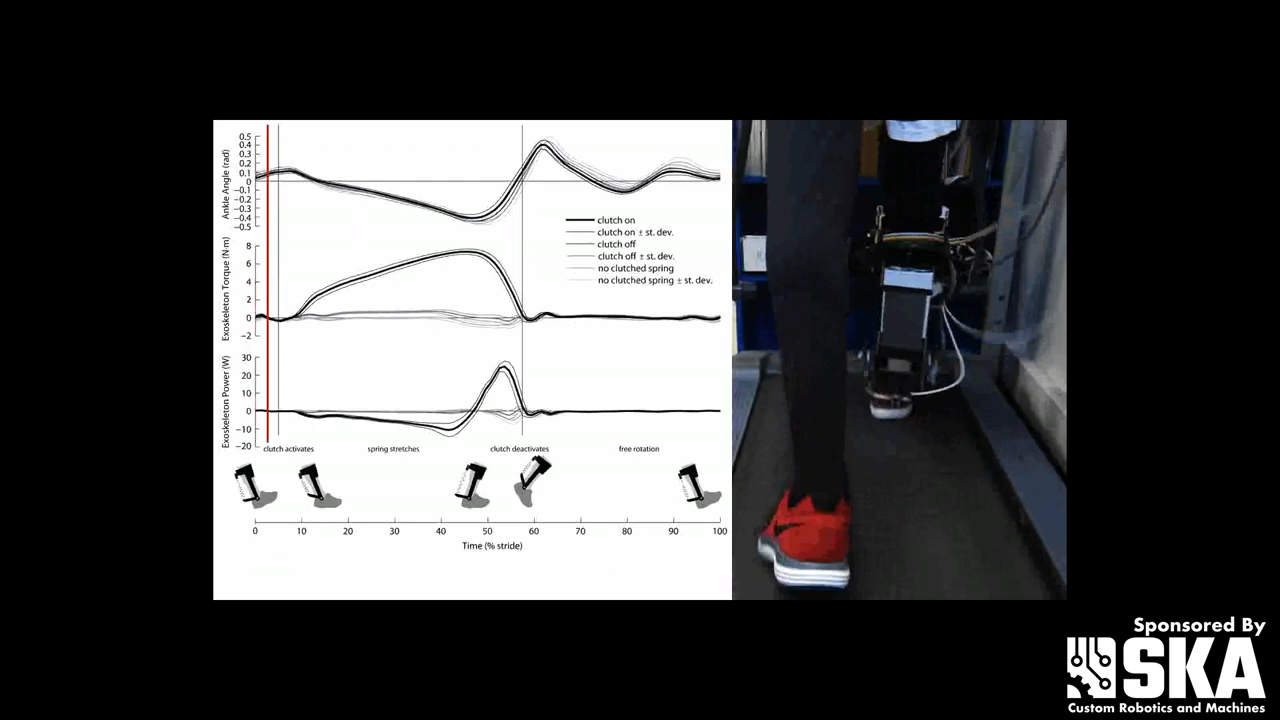 Ankle Angle (rad)
0.5
0.4
0.3
0.2
0.1
0
−0.1
−0.2
−0.3
−0.4
−0.5
clutch on
clutch on ± st. dev.
clutch off
clutch off ± st. dev.
no clutched spring
no clutched spring ± st. dev.
Exoskeleton Torque (N·m)
8
6
4
2
0
−2
Exoskeleton Power (W)
30
20
10
0
−10
−20
clutch activates spring stretches clutch deactivates free rotation
0 10 20 30 40 50 60 70 80 90 100
Time (% stride)
Sponsored By
SKA
Custom Robotics and Machines